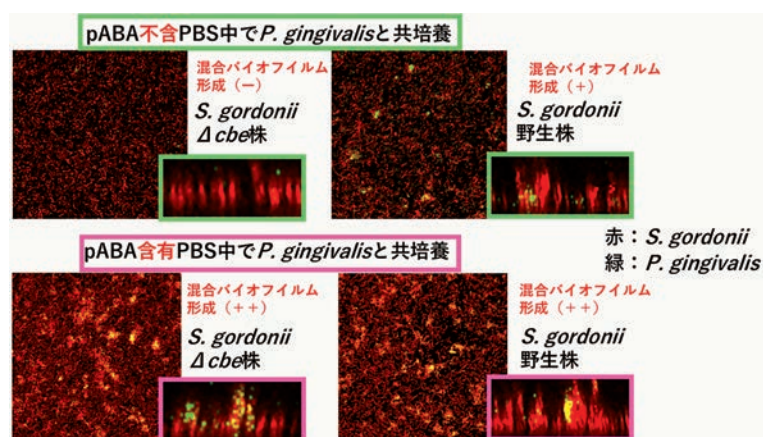 pABA不含PBS中でP. gingivalisと共培養
混合バイオフイルム
形成（－）
S. gordonii
Δcbe株
混合バイオフイルム
形成（＋）
S. gordonii
野生株
赤：S. gordonii
緑：P. gingivalis
pABA含有PBS中でP. gingivalisと共培養
混合バイオフイルム
形成（＋＋）
S. gordonii
Δcbe株
混合バイオフイルム
形成（＋＋）
S. gordonii
野生株